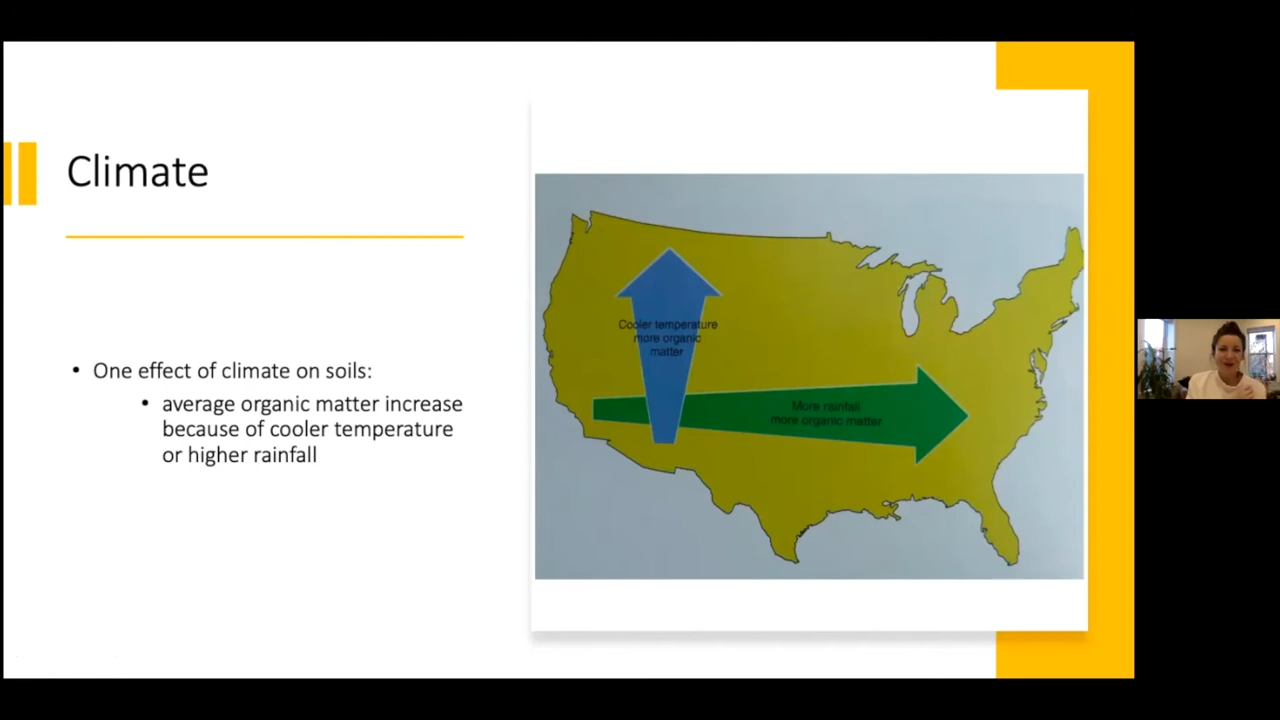 Climate
• One effect of climate on soils:
• average organic matter increase
because of cooler temperature
or higher rainfall
Cooler temperature
more organic
matter
More rainfall
more organic matter